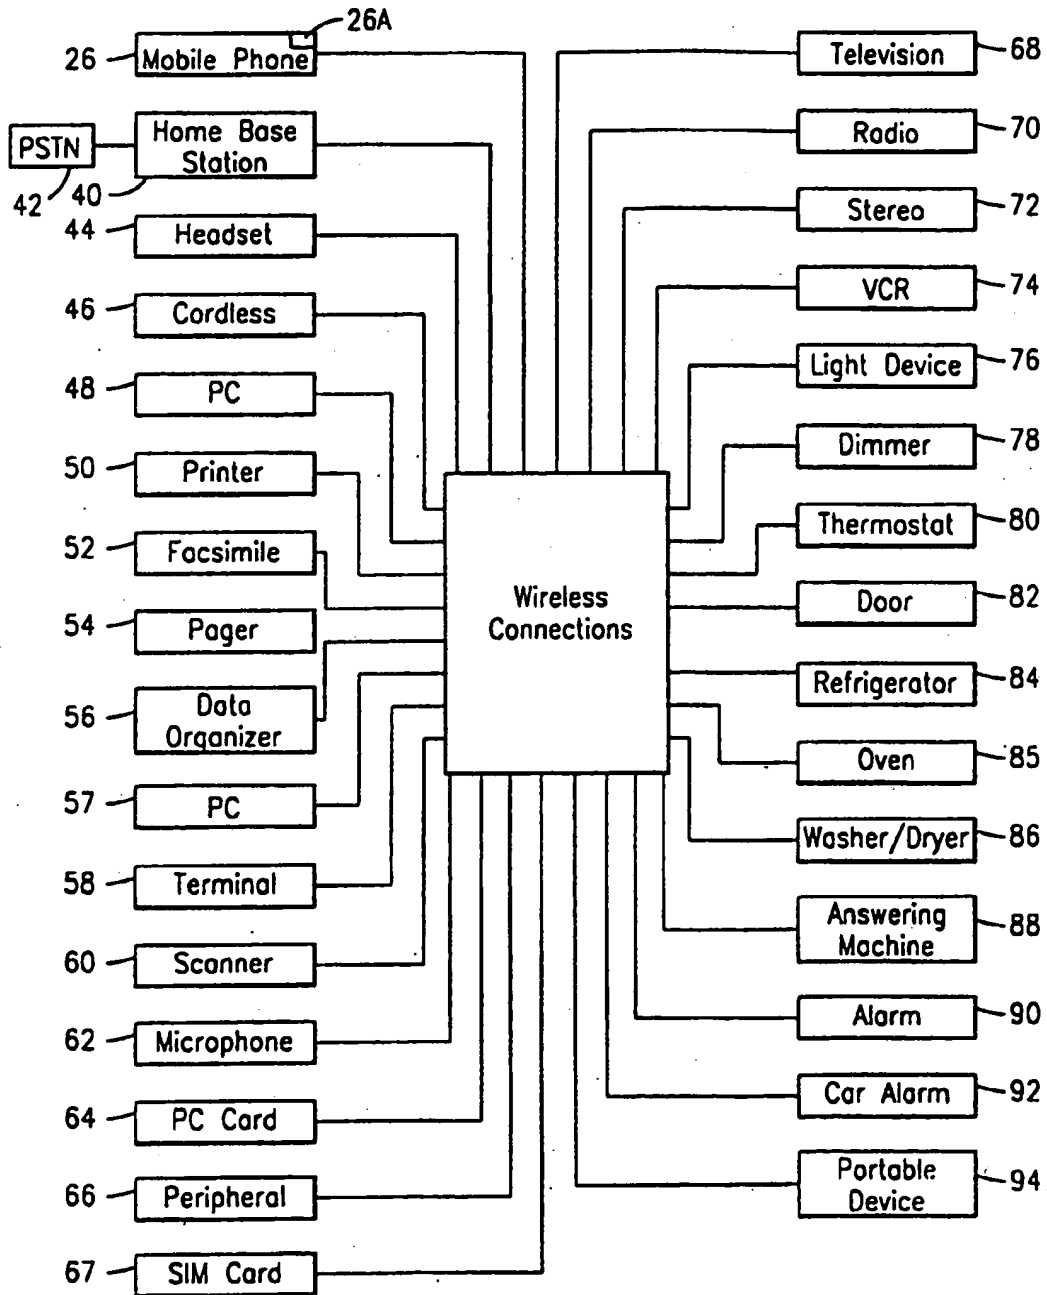 26A
26
Mobile Phone
PSTN
42
Home Base
Station
40
44
Headset
46
Cordless
48
PC
50
Printer
52
Facsimile
54
Pager
56
Data
Organizer
57
PC
58
Terminal
60
Scanner
62
Microphone
64
PC Card
66
Peripheral
67
SIM Card
Wireless
Connections
Television
68
Radio
70
Stereo
72
VCR
74
Light Device
76
Dimmer
78
Thermostat
80
Door
82
Refrigerator
84
Oven
85
Washer/Dryer
86
Answering
Machine
88
Alarm
90
Car Alarm
92
Portable
Device
94